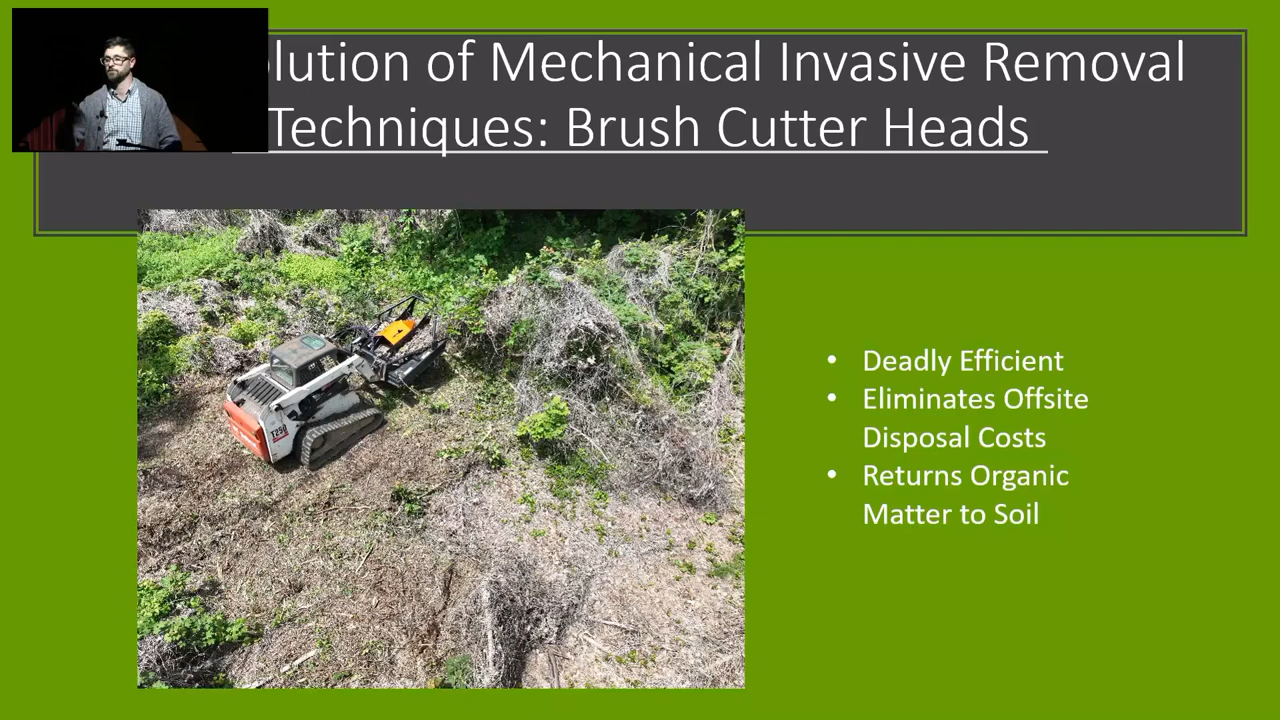 olution of Mechanical Invasive Removal
Techniques: Brush Cutter Heads
T250
• Deadly Efficient
• Eliminates Offsite
Disposal Costs
• Returns Organic
Matter to Soil